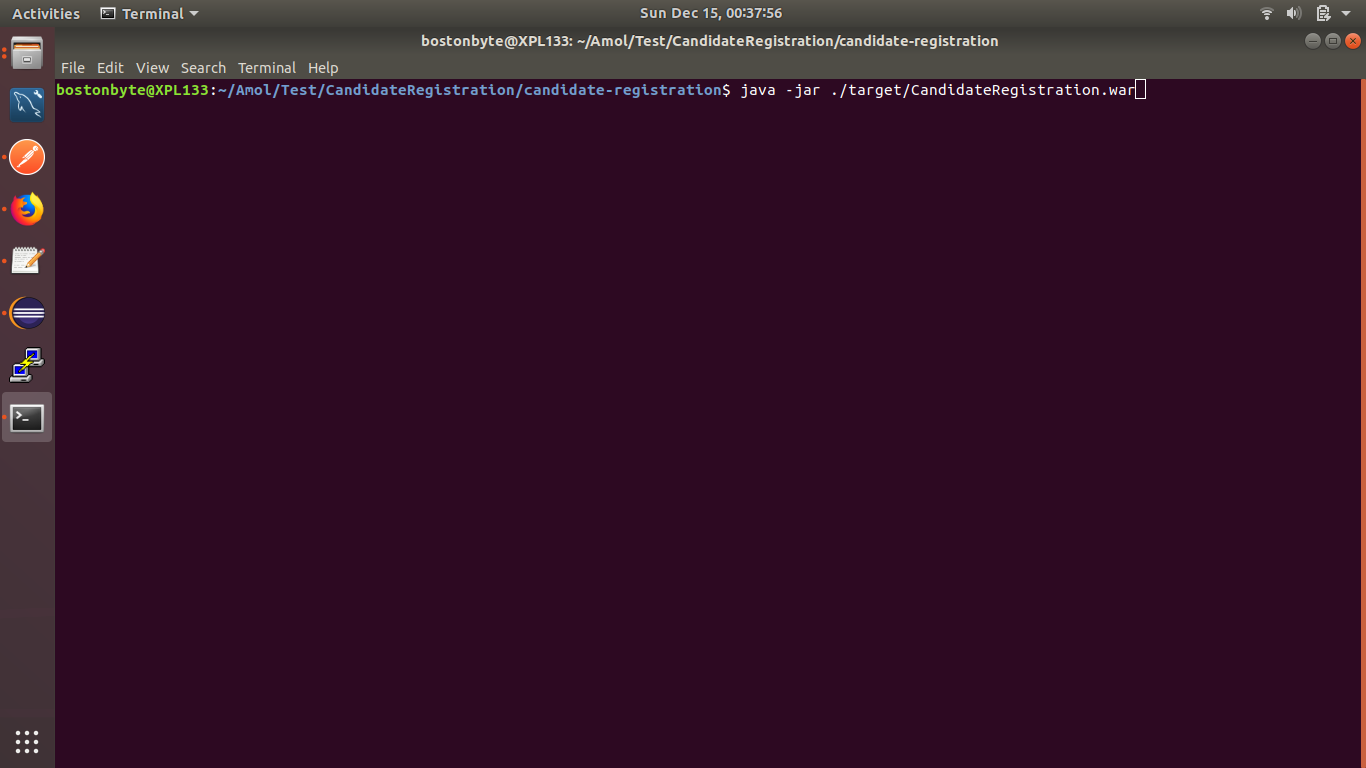 Activities Terminal Sun Dec 15, 00:37:56
bostonbyte@XPL133: ~/Amol/Test/CandidateRegistration/candidate-registration
File Edit View Search Terminal Help
bostonbyte@XPL133:~/Amol/Test/CandidateRegistration/candidate-registration$ java -jar ./target/CandidateRegistration.war